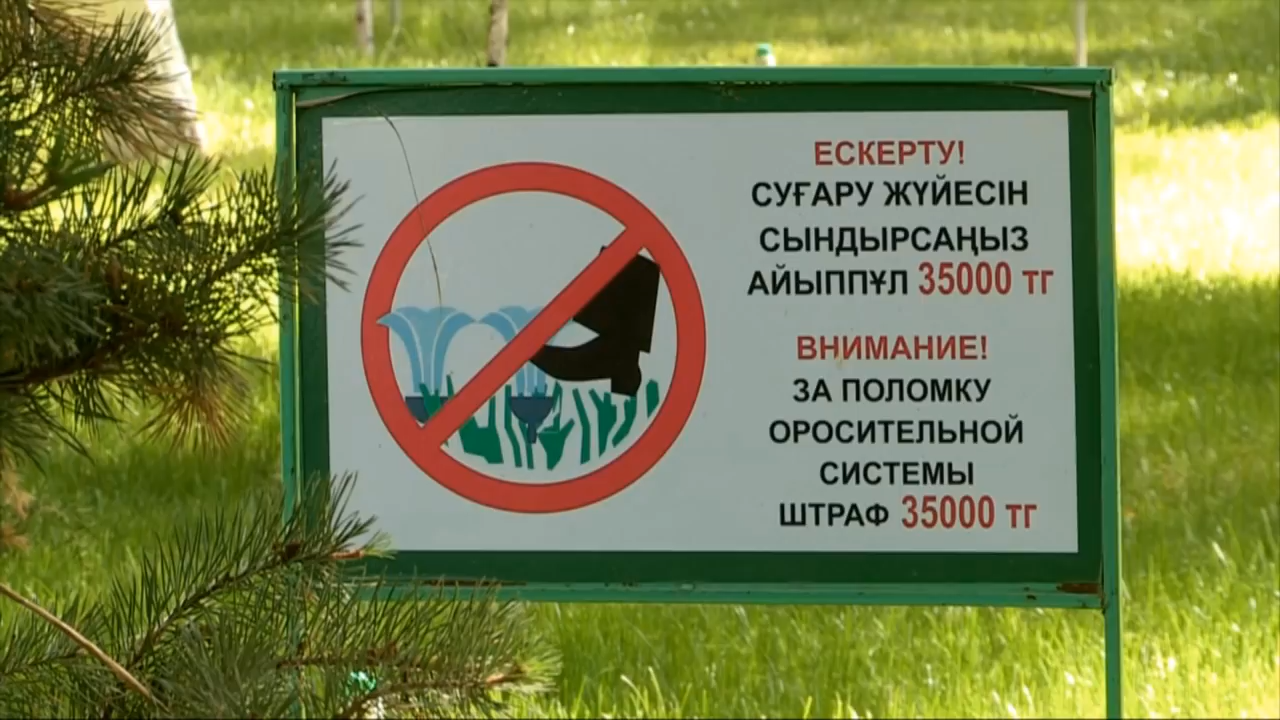 ЕСКЕРТУ!
СУҒАРУ ЖҮЙЕСІН
СЫНДЫРСАҢЫЗ
АЙЫППҰЛ 35000 тг
ВНИМАНИЕ!
ЗА ПОЛОМКУ
ОРОСИТЕЛЬНОЙ
СИСТЕМЫ
ШТРАФ 35000 тг